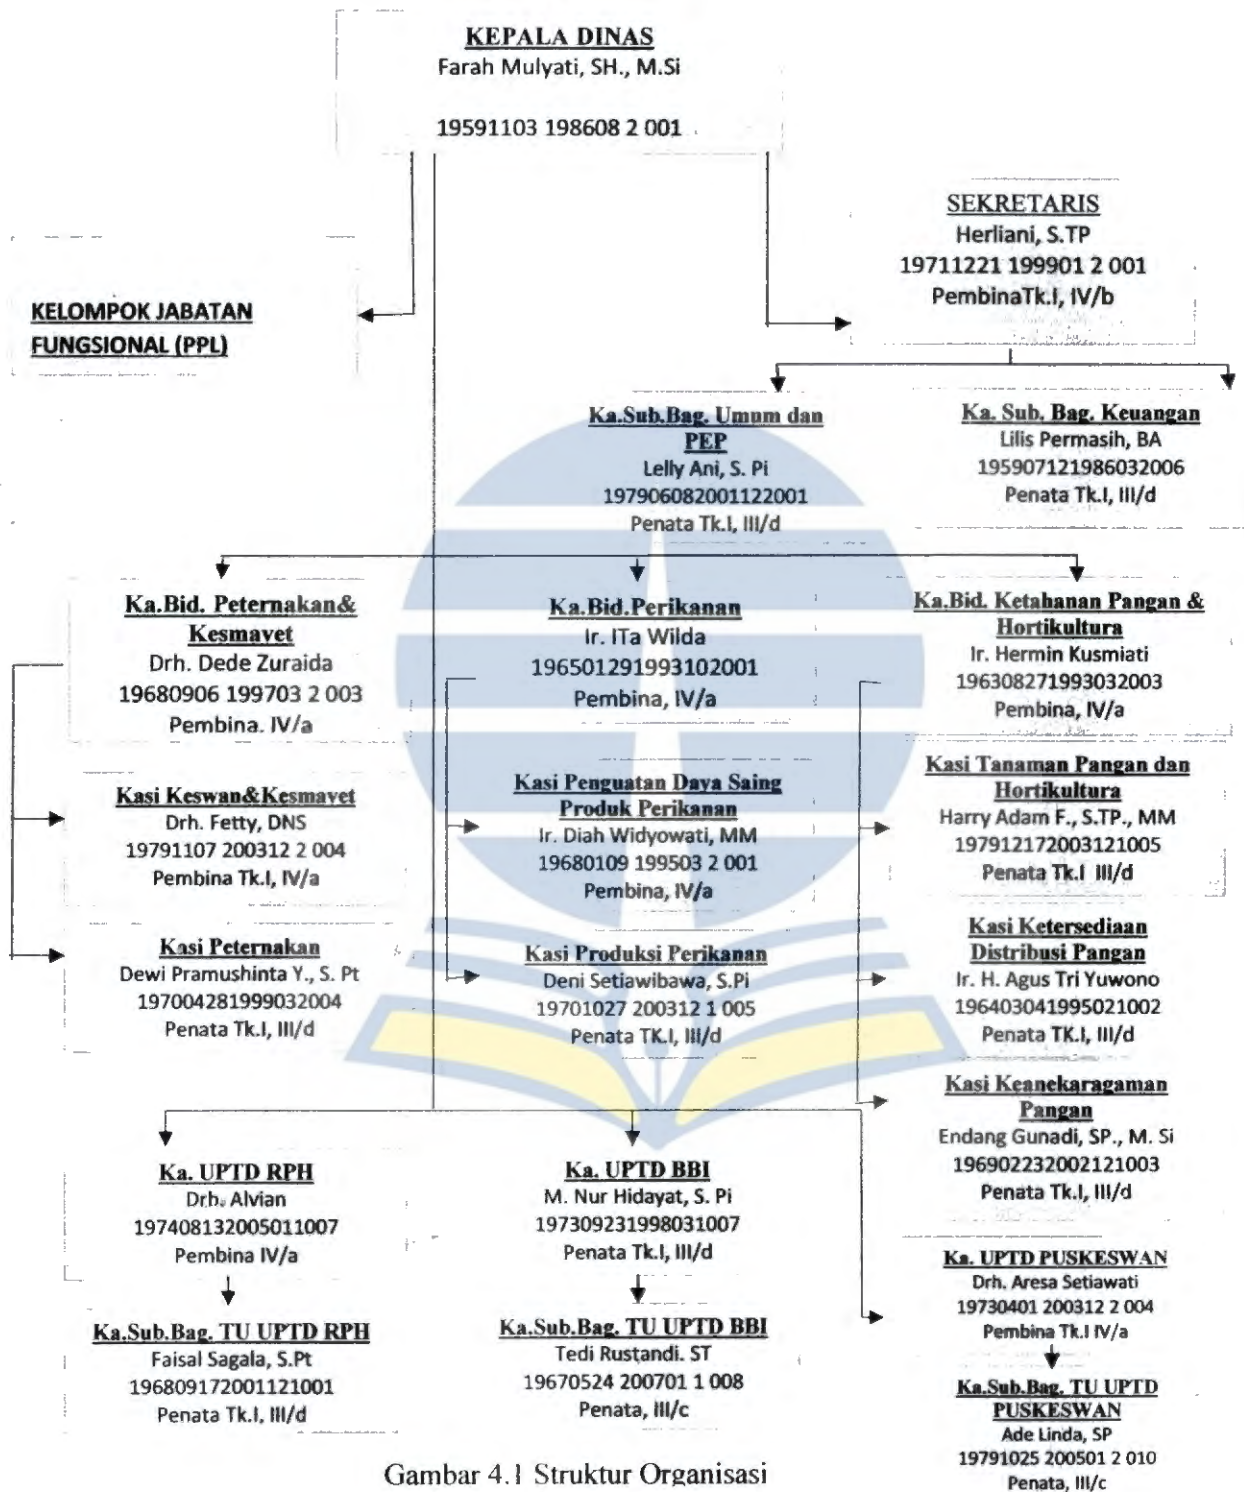 KEPALA DINAS
Farah Mulyati, SH., M.Si
19591103 198608 2 001
SEKRETARIS
Herliani, S.TP
19711221 199901 2 001
PembinaTk.I, IV/b
KELOMPOK JABATAN
FUNGSIONAL (PPL)
Ka.Sub.Bag. Umum dan
PEP
Lelly Ani, S. Pi
197906082001122001
Penata Tk.I, III/d
Ka. Sub. Bag. Keuangan
Lilis Permasih, BA
195907121986032006
Penata Tk.I, III/d
Ka.Bid. Peternakan&
Kesmavet
Drh. Dede Zuraida
19680906 199703 2 003
Pembina. IV/a
Ka.Bid.Perikanan
Ir. ITa Wilda
196501291993102001
Pembina, IV/a
Ka.Bid. Ketahanan Pangan &
Hortikultura
Ir. Hermin Kusmiati
196308271993032003
Pembina, IV/a
Kasi Keswan&Kesmavet
Drh. Fetty, DNS
19791107 200312 2 004
Pembina Tk.I, IV/a
Kasi Penguatan Daya Saing
Produk Perikanan
Ir. Diah Widyowati, MM
19680109 199503 2 001
Pembina, IV/a
Kasi Tanaman Pangan dan
Hortikultura
Harry Adam F., S.TP., MM
197912172003121005
Penata Tk.I III/d
Kasi Peternakan
Dewi Pramushinta Y., S. Pt
197004281999032004
Penata Tk.I, III/d
Kasi Produksi Perikanan
Deni Setiawibawa, S.Pi
19701027 200312 1 005
Penata TK.I, III/d
Kasi Ketersediaan
Distribusi Pangan
Ir. H. Agus Tri Yuwono
196403041995021002
Penata Tk.I, III/d
Kasi Keanekaragaman
Pangan
Endang Gunadi, SP., M. Si
196902232002121003
Penata Tk.I, III/d
Ka. UPTD RPH
Drh. Alvian
197408132005011007
Pembina IV/a
Ka. UPTD BBI
M. Nur Hidayat, S. Pi
197309231998031007
Penata Tk.I, III/d
Ka. UPTD PUSKESWAN
Drh. Aresa Setiawati
19730401 200312 2 004
Pembina Tk.I IV/a
Ka.Sub.Bag. TU UPTD RPH
Faisal Sagala, S.Pt
196809172001121001
Penata Tk.I, III/d
Ka.Sub.Bag. TU UPTD BBI
Tedi Rustandi. ST
19670524 200701 1 008
Penata, III/c
Ka.Sub.Bag. TU UPTD
PUSKESWAN
Ade Linda, SP
19791025 200501 2 010
Penata, III/c
Gambar 4.1 Struktur Organisasi